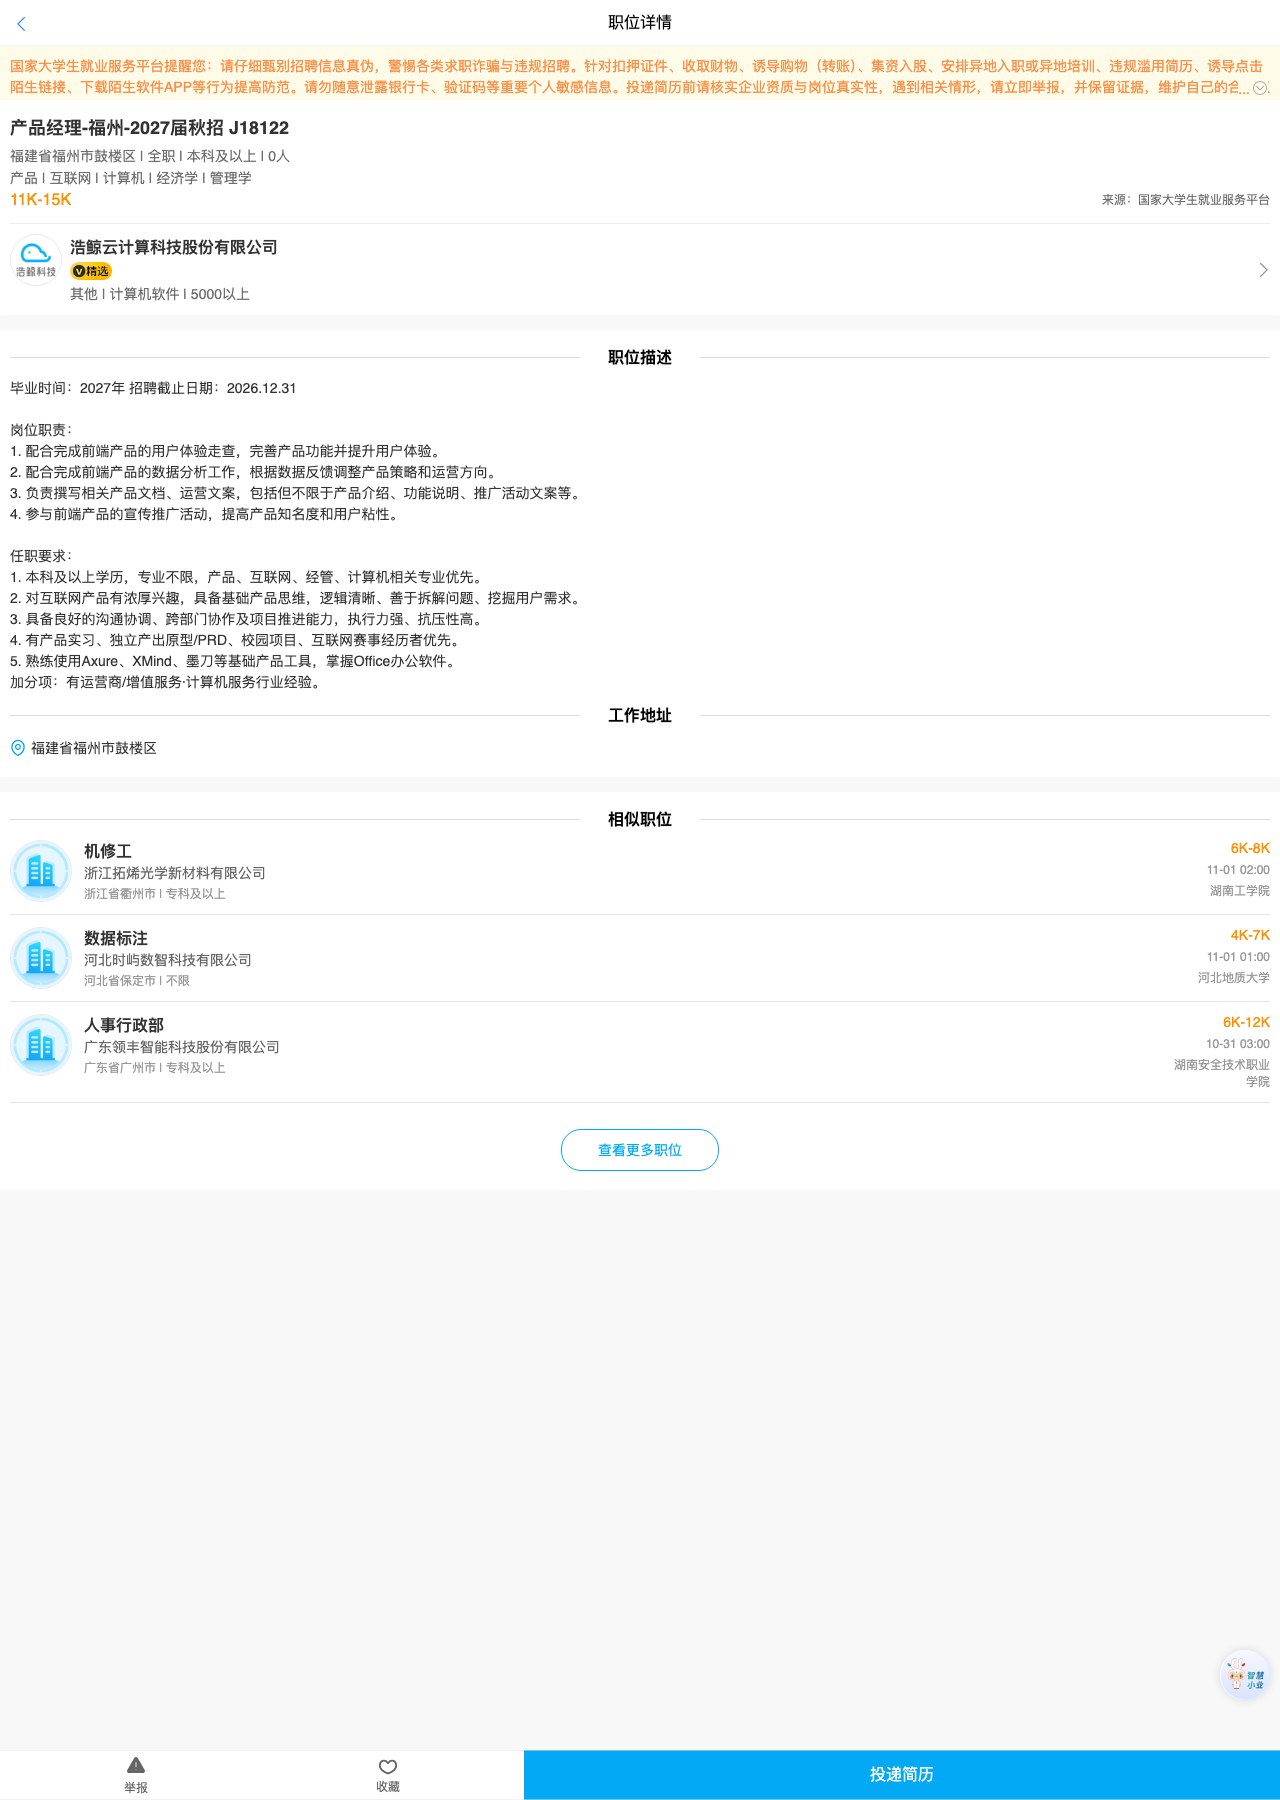 职位详情
国家大学生就业服务平台提醒您：请仔细甄别招聘信息真伪，警惕各类求职诈骗与违规招聘。针对扣押证件、收取财物、诱导购物（转账）、集资入股、安排异地入职或异地培训、违规滥用简历、诱导点击
陌生链接、下载陌生软件APP等行为提高防范。请勿随意泄露银行卡、验证码等重要个人敏感信息。投递简历前请核实企业资质与岗位真实性，遇到相关情形，请立即举报，并保留证据，维护自己的合...
产品经理-福州-2027届秋招 J18122
福建省福州市鼓楼区 | 全职 | 本科及以上 | 0人
产品 | 互联网 | 计算机 | 经济学 | 管理学
11K-15K
来源：国家大学生就业服务平台
浩鲸科技
浩鲸云计算科技股份有限公司
V精选
其他 | 计算机软件 | 5000以上
职位描述
毕业时间：2027年 招聘截止日期：2026.12.31
岗位职责：
1. 配合完成前端产品的用户体验走查，完善产品功能并提升用户体验。
2. 配合完成前端产品的数据分析工作，根据数据反馈调整产品策略和运营方向。
3. 负责撰写相关产品文档、运营文案，包括但不限于产品介绍、功能说明、推广活动文案等。
4. 参与前端产品的宣传推广活动，提高产品知名度和用户粘性。
任职要求：
1. 本科及以上学历，专业不限，产品、互联网、经管、计算机相关专业优先。
2. 对互联网产品有浓厚兴趣，具备基础产品思维，逻辑清晰、善于拆解问题、挖掘用户需求。
3. 具备良好的沟通协调、跨部门协作及项目推进能力，执行力强、抗压性高。
4. 有产品实习、独立产出原型/PRD、校园项目、互联网赛事经历者优先。
5. 熟练使用Axure、XMind、墨刀等基础产品工具，掌握Office办公软件。
加分项：有运营商/增值服务·计算机服务行业经验。
工作地址
福建省福州市鼓楼区
相似职位
机修工
6K-8K
浙江拓烯光学新材料有限公司
11-01 02:00
浙江省衢州市 | 专科及以上
湖南工学院
数据标注
4K-7K
河北时屿数智科技有限公司
11-01 01:00
河北省保定市 | 不限
河北地质大学
人事行政部
6K-12K
广东领丰智能科技股份有限公司
10-31 03:00
广东省广州市 | 专科及以上
湖南安全技术职业
学院
查看更多职位
智慧
小业
举报
收藏
投递简历